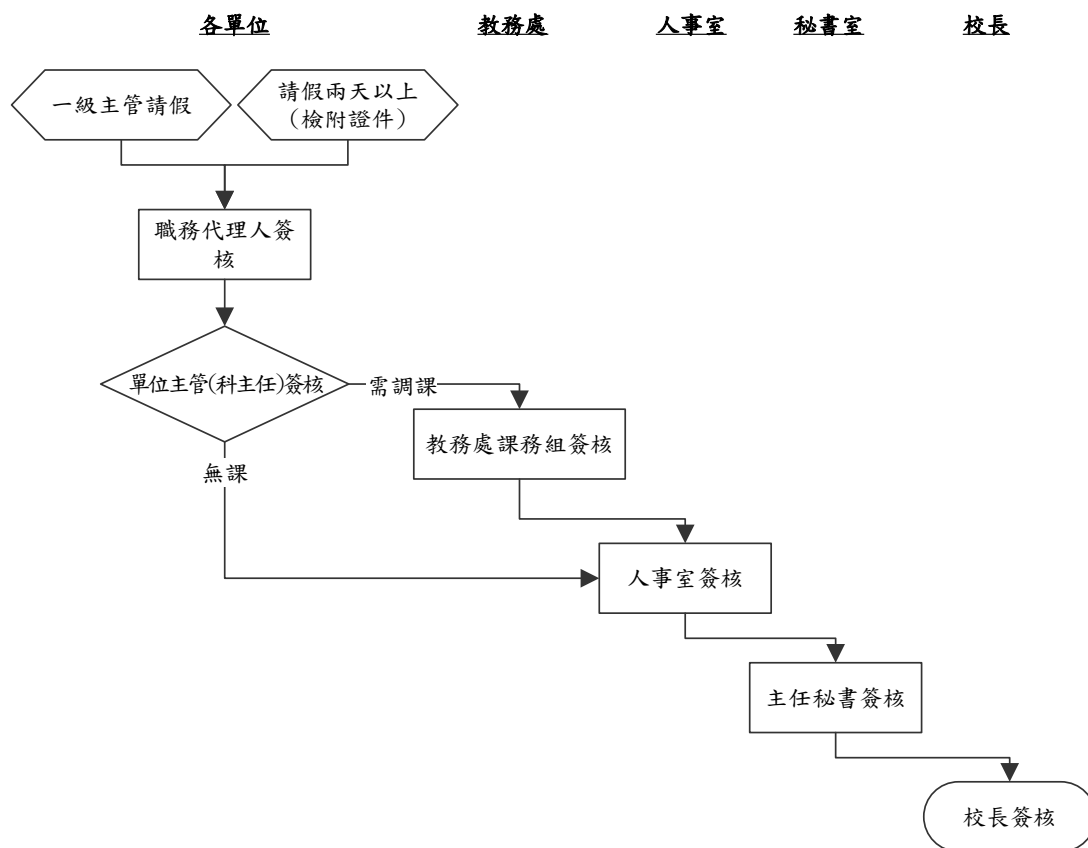 各單位 教務處 人事室 秘書室 校長
一級主管請假
請假兩天以上
（檢附證件）
職務代理人簽
核
單位主管(科主任)簽核
需調課
教務處課務組簽核
無課
人事室簽核
主任秘書簽核
校長簽核